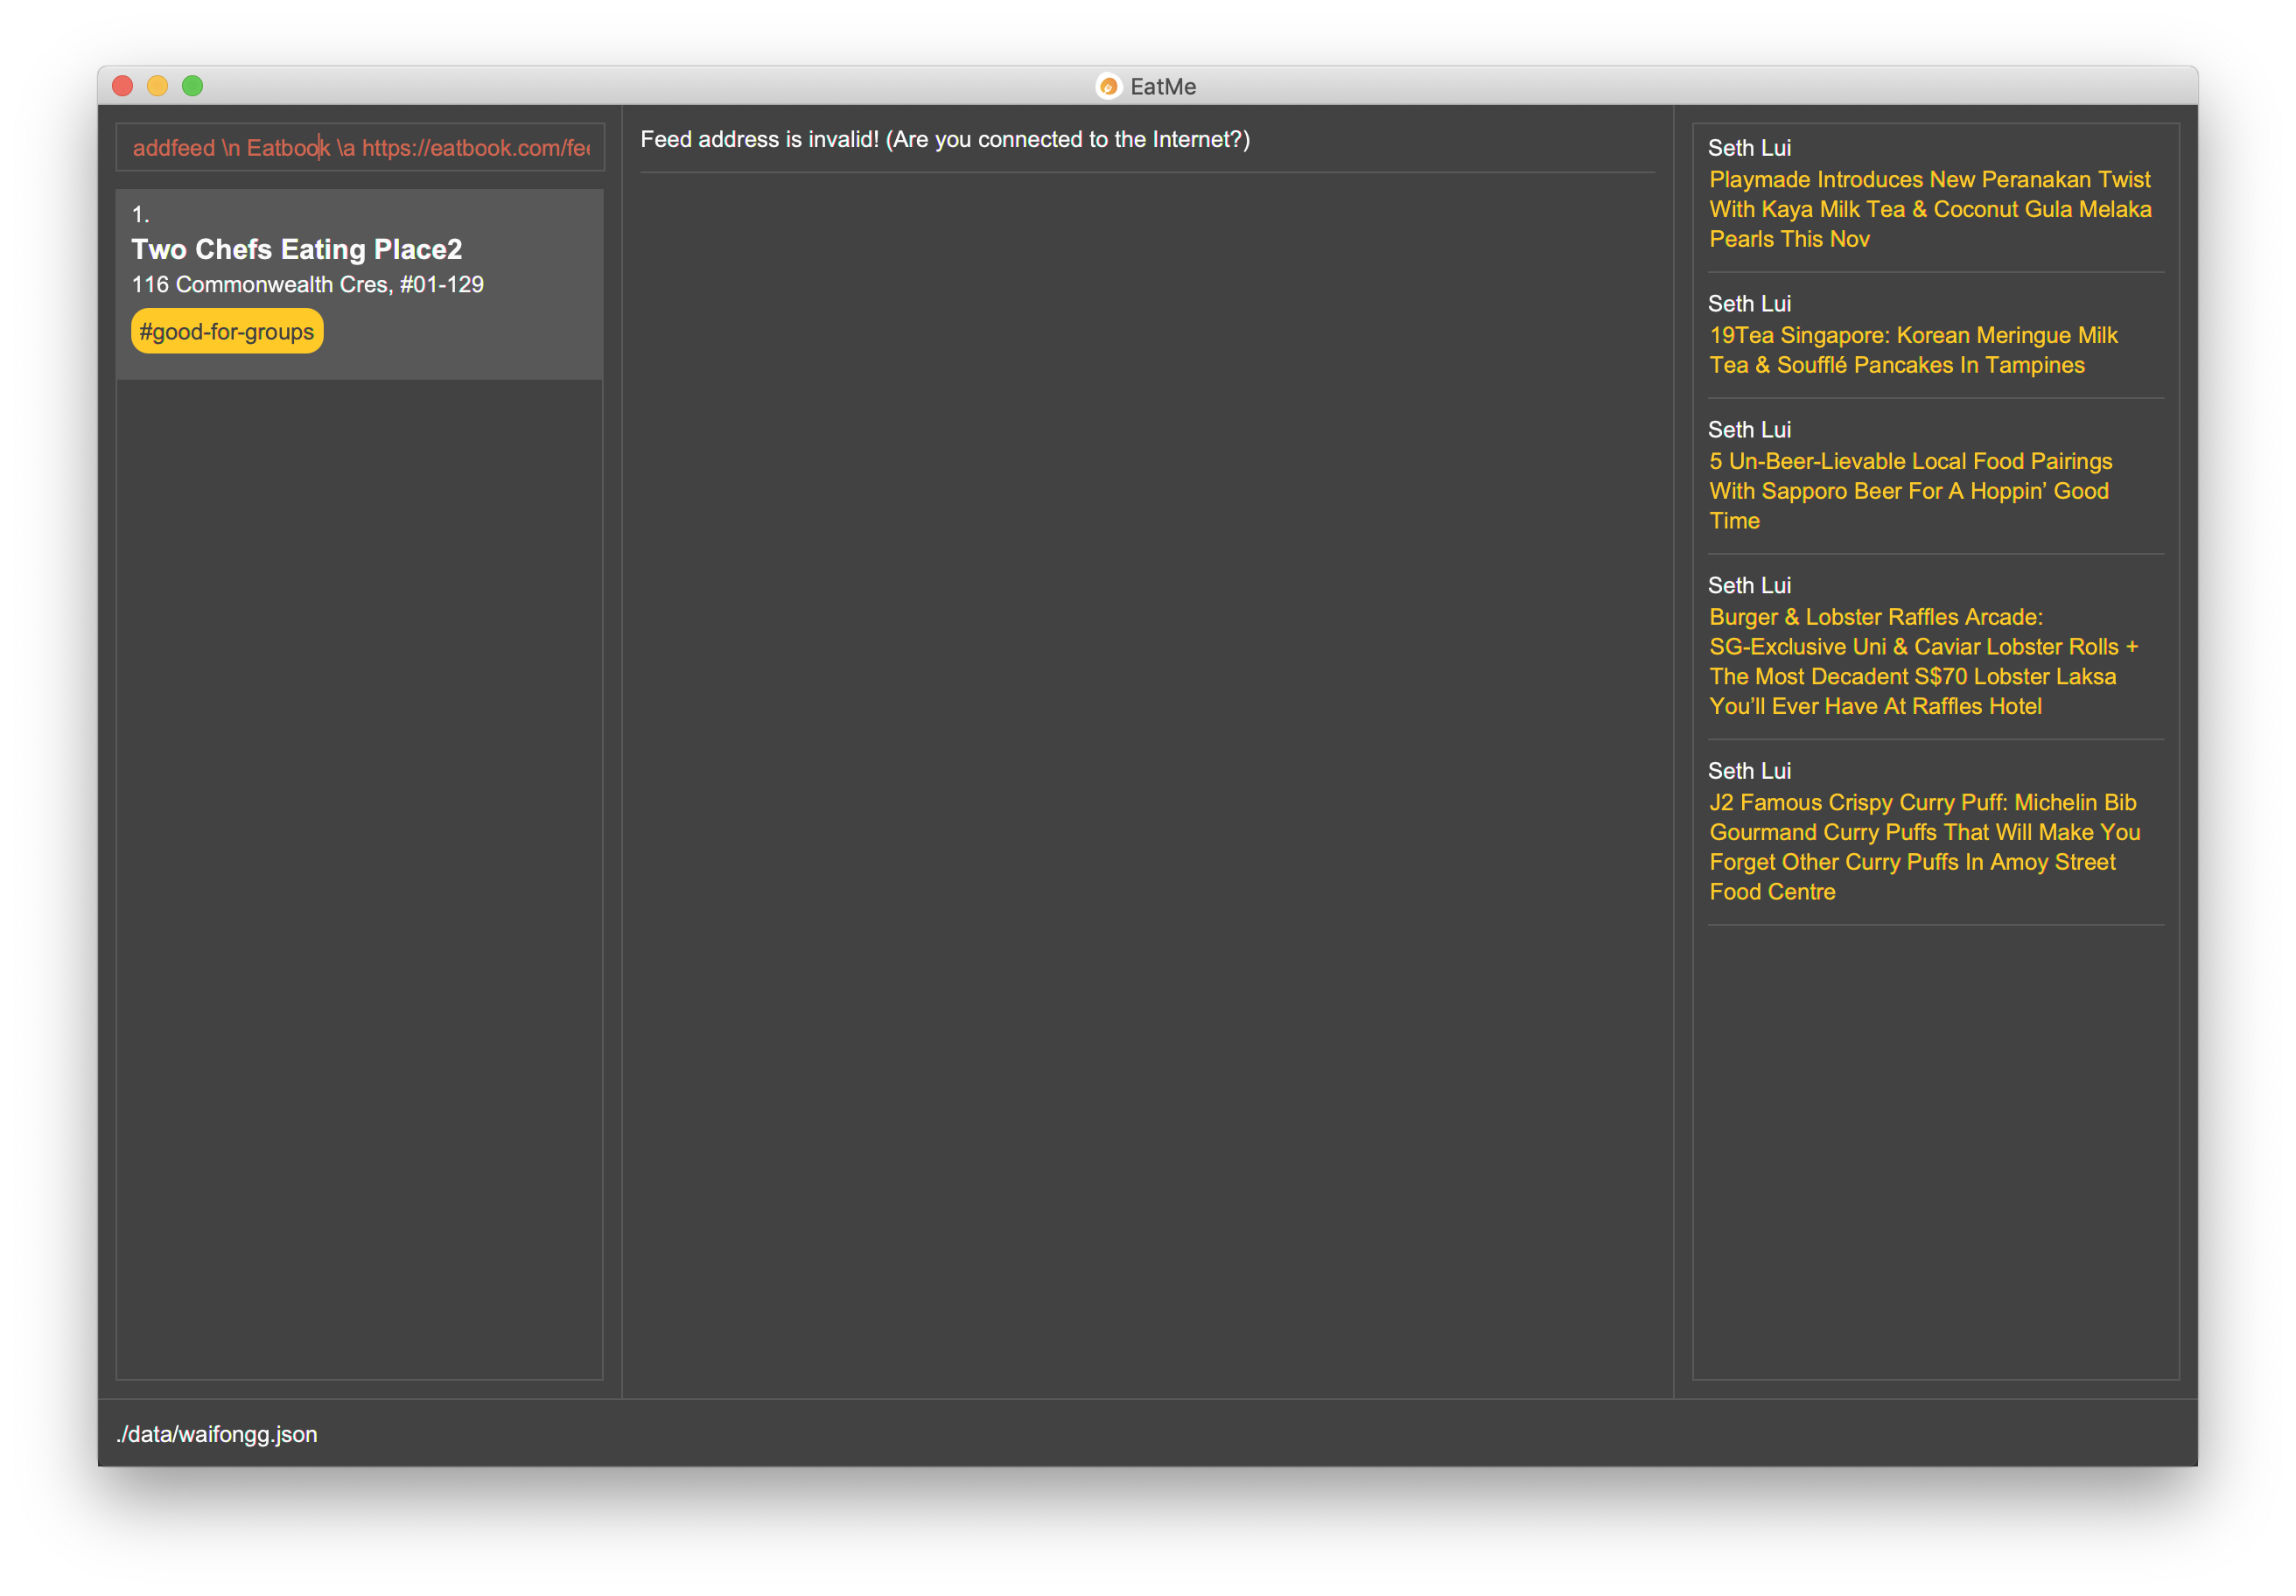 EatMe
addfeed \n Eatbook \a https://eatbook.com/fee
1.
Two Chefs Eating Place2
116 Commonwealth Cres, #01-129
#good-for-groups
Feed address is invalid! (Are you connected to the Internet?)
Seth Lui
Playmade Introduces New Peranakan Twist
With Kaya Milk Tea & Coconut Gula Melaka
Pearls This Nov
Seth Lui
19Tea Singapore: Korean Meringue Milk
Tea & Soufflé Pancakes In Tampines
Seth Lui
5 Un-Beer-Lievable Local Food Pairings
With Sapporo Beer For A Hoppin’ Good
Time
Seth Lui
Burger & Lobster Raffles Arcade:
SG-Exclusive Uni & Caviar Lobster Rolls +
The Most Decadent S$70 Lobster Laksa
You’ll Ever Have At Raffles Hotel
Seth Lui
J2 Famous Crispy Curry Puff: Michelin Bib
Gourmand Curry Puffs That Will Make You
Forget Other Curry Puffs In Amoy Street
Food Centre
./data/waifongg.json